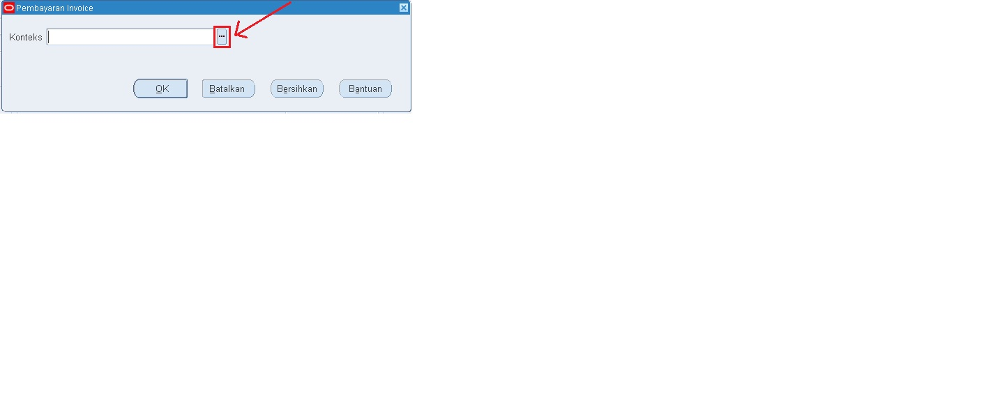 Pembayaran Invoice
Konteks
...
OK Batalkan Bersihkan Bantuan